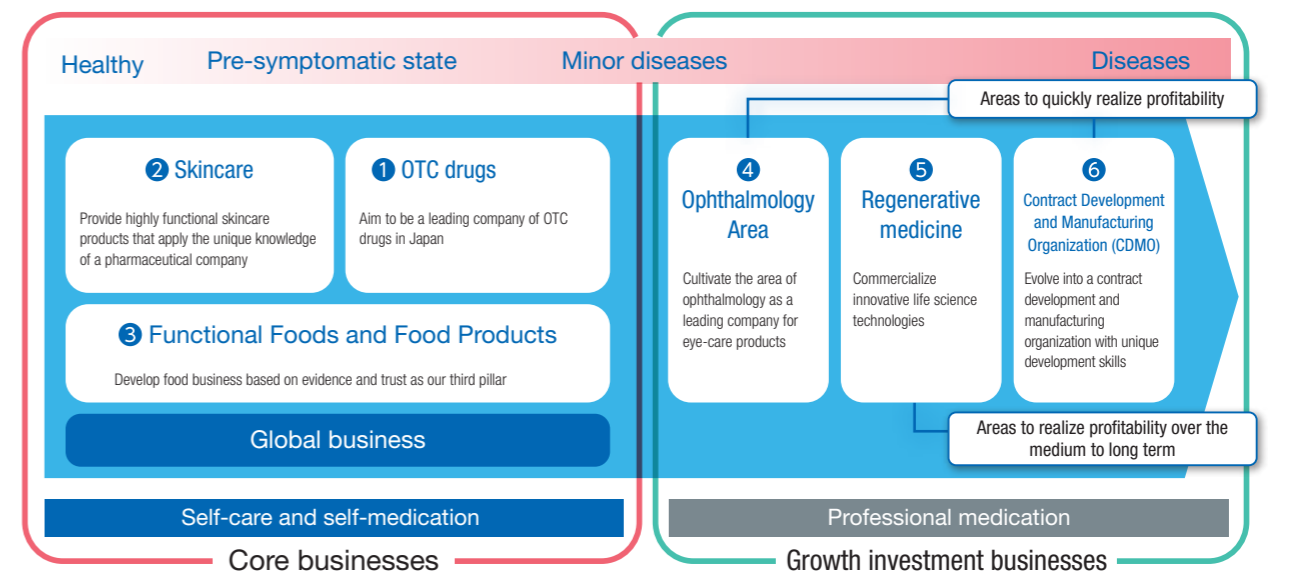 Healthy
Pre-symptomatic state
Minor diseases
Diseases
Areas to quickly realize profitability
❷ Skincare
Provide highly functional skincare
products that apply the unique knowledge
of a pharmaceutical company
❶ OTC drugs
Aim to be a leading company of OTC
drugs in Japan
❸ Functional Foods and Food Products
Develop food business based on evidence and trust as our third pillar
Global business
❹
Ophthalmology
Area
Cultivate the area of
ophthalmology as a
leading company for
eye-care products
❺
Regenerative
medicine
Commercialize
innovative life science
technologies
❻
Contract Development
and Manufacturing
Organization (CDMO)
Evolve into a contract
development and
manufacturing
organization with unique
development skills
Areas to realize profitability over the
medium to long term
Self-care and self-medication
Professional medication
Core businesses
Growth investment businesses